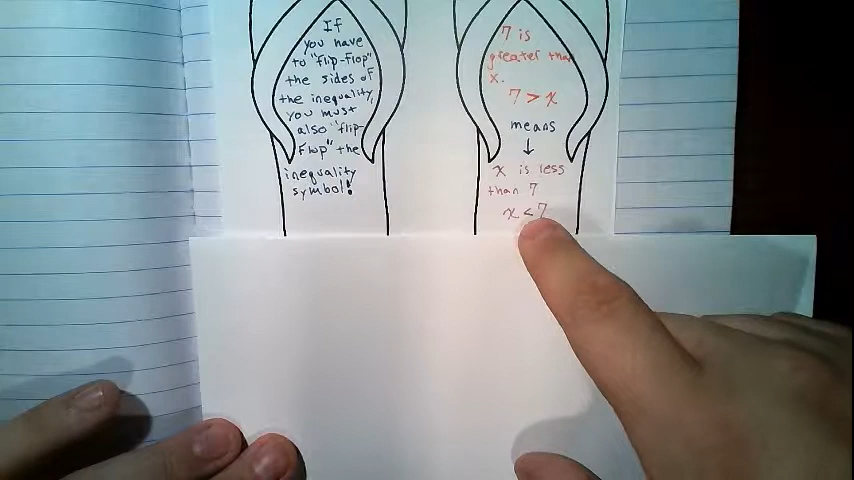 If
you have
to "flip-flop"
the sides of
the inequality,
you must
also "flip-
flop" the
inequality
symbol!
7 is
greater than
x.
7 > x
means
↓
x is less
than 7
x < 7